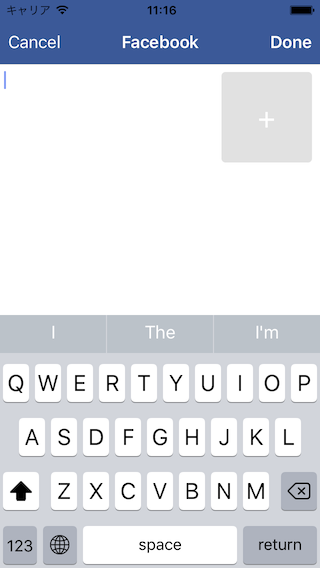 キャリア 11:16
Cancel Facebook Done
+
I The I'm
Q W E R T Y U I O P
A S D F G H J K L
Z X C V B N M
123 space return